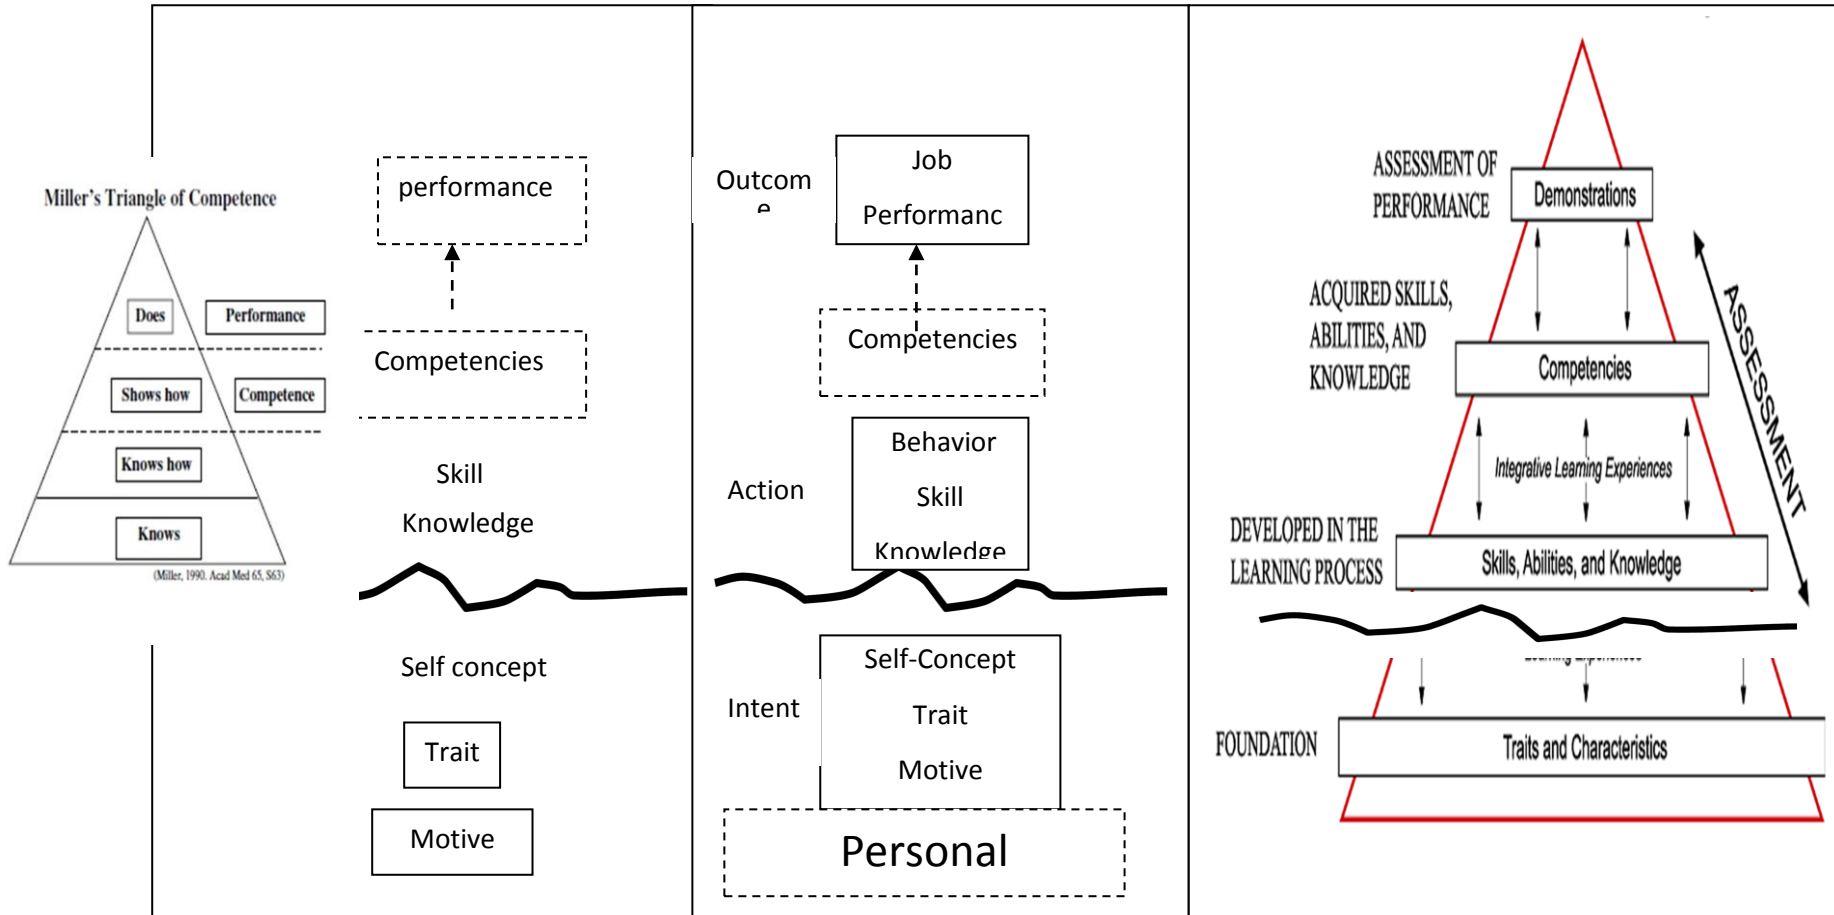 Miller's Triangle of Competence
Does
Performance
Shows how
Competence
Knows how
Knows
(Miller, 1990. Acad Med 65, S63)
performance
Competencies
Skill
Knowledge
Self concept
Trait
Motive
Outcom
e
Job
Performanc
Competencies
Action
Behavior
Skill
Knowledge
Intent
Self-Concept
Trait
Motive
Personal
ASSESSMENT OF
PERFORMANCE
Demonstrations
ACQUIRED SKILLS,
ABILITIES, AND
KNOWLEDGE
Competencies
ASSESSMENT
Integrative Learning Experiences
DEVELOPED IN THE
LEARNING PROCESS
Skills, Abilities, and Knowledge
Learning Experiences
FOUNDATION
Traits and Characteristics